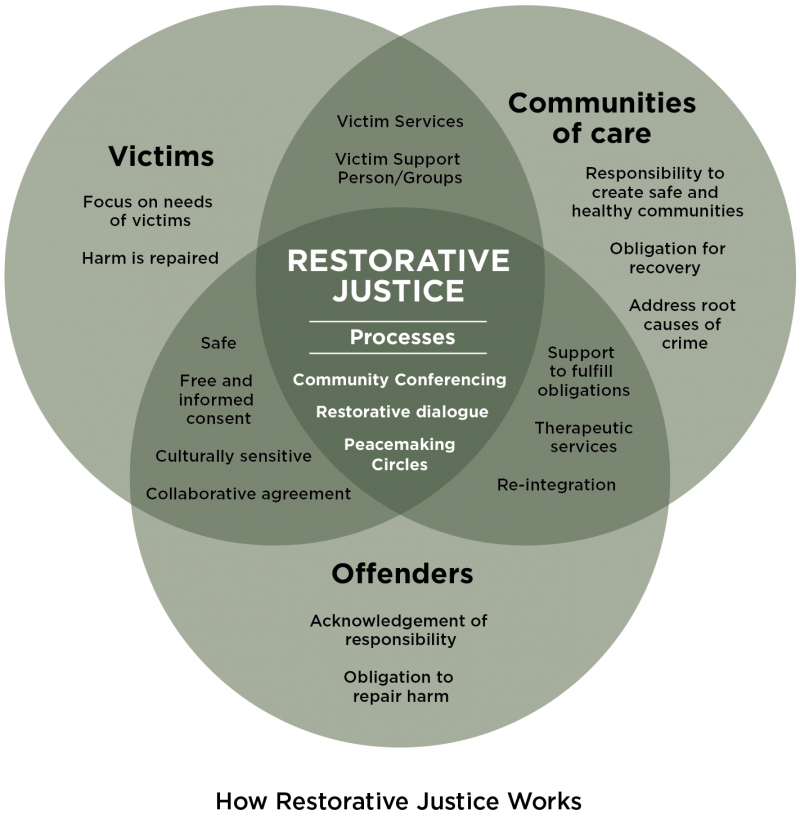 Victims
Focus on needs
of victims
Harm is repaired
Victim Services
Victim Support
Person/Groups
Communities
of care
Responsibility to
create safe and
healthy communities
Obligation for
recovery
Address root
causes of
crime
RESTORATIVE
JUSTICE
Processes
Community Conferencing
Restorative dialogue
Peacemaking
Circles
Safe
Free and
informed
consent
Culturally sensitive
Collaborative agreement
Support
to fulfill
obligations
Therapeutic
services
Re-integration
Offenders
Acknowledgement of
responsibility
Obligation to
repair harm
How Restorative Justice Works